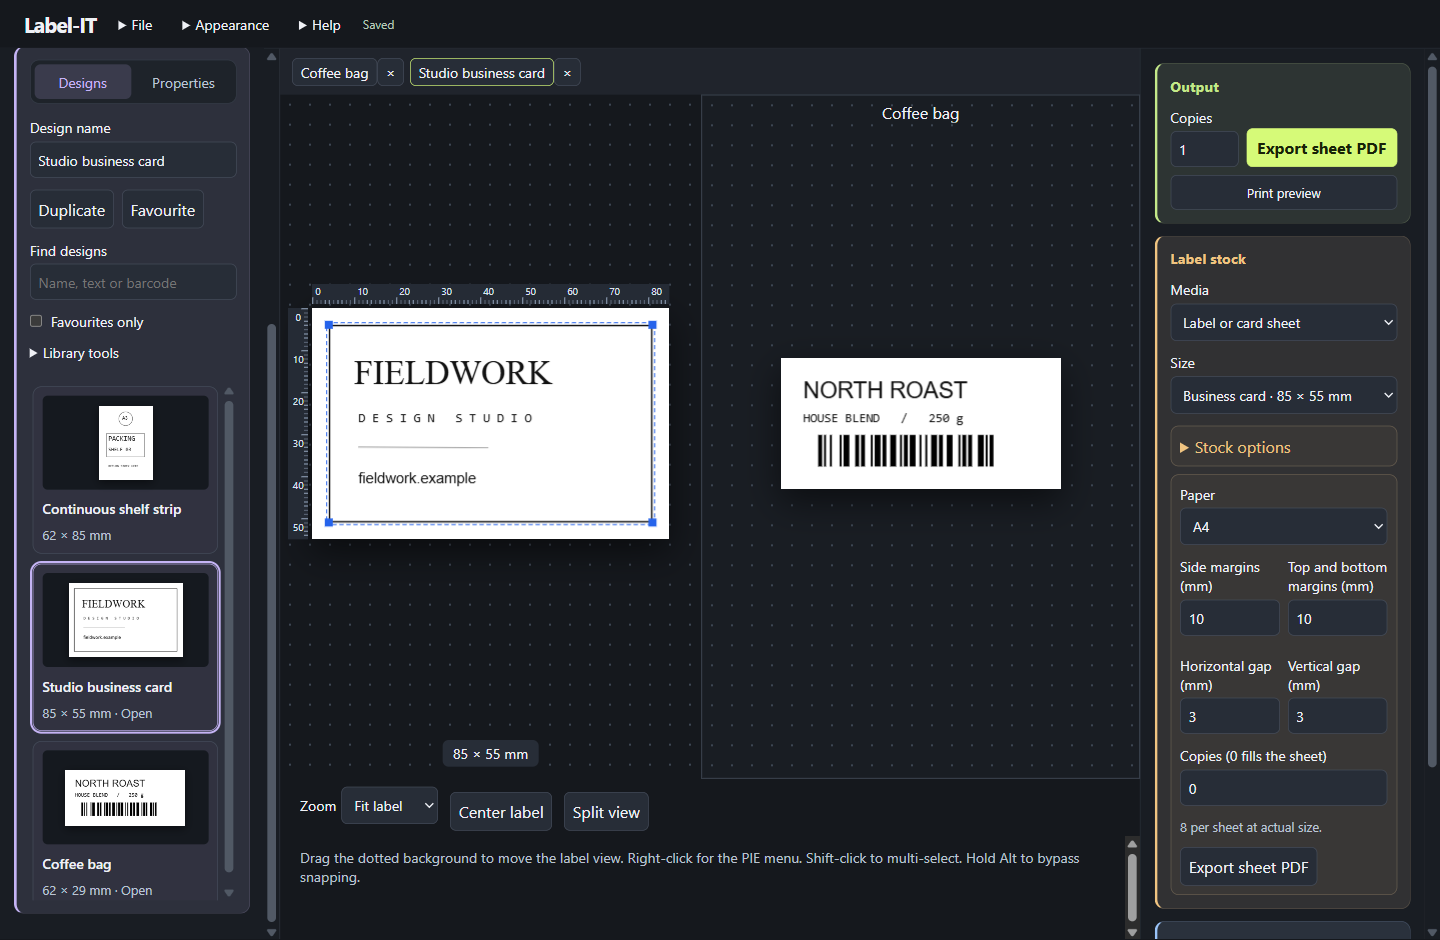 Label-IT
▶ File
▶ Appearance
▶ Help
Saved
Designs
Properties
Design name
Studio business card
Duplicate
Favourite
Find designs
Name, text or barcode
Favourites only
▶ Library tools
A3
PACKING
SHELF 03
Continuous shelf strip
62 × 85 mm
FIELDWORK
DESIGN STUDIO
fieldwork.example
Studio business card
85 × 55 mm · Open
NORTH ROAST
HOUSE BLEND / 250 g
Coffee bag
62 × 29 mm · Open
Coffee bag ×
Studio business card ×
0 10 20 30 40 50 60 70 80
0
10
20
30
40
50
FIELDWORK
DESIGN STUDIO
fieldwork.example
85 × 55 mm
Coffee bag
NORTH ROAST
HOUSE BLEND / 250 g
Zoom
Fit label
Center label
Split view
Drag the dotted background to move the label view. Right-click for the PIE menu. Shift-click to multi-select. Hold Alt to bypass
snapping.
Output
Copies
1
Export sheet PDF
Print preview
Label stock
Media
Label or card sheet
Size
Business card · 85 × 55 mm
▶ Stock options
Paper
A4
Side margins
(mm)
10
Top and bottom
margins (mm)
10
Horizontal gap
(mm)
3
Vertical gap
(mm)
3
Copies (0 fills the sheet)
0
8 per sheet at actual size.
Export sheet PDF